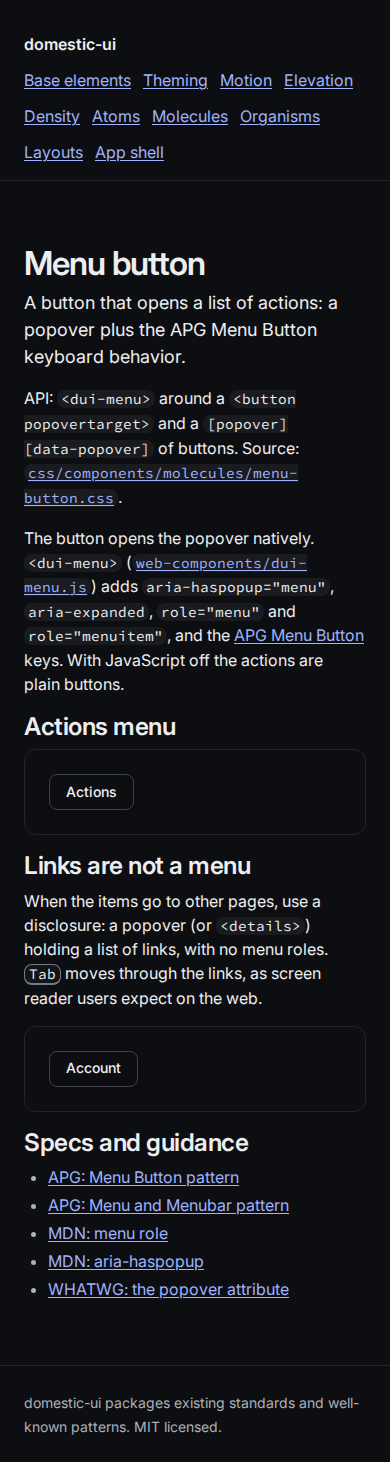 domestic-ui
Base elements Theming Motion Elevation
Density Atoms Molecules Organisms
Layouts App shell
Menu button
A button that opens a list of actions: a
popover plus the APG Menu Button
keyboard behavior.
API: <dui-menu> around a <button
popovertarget> and a [popover]
[data-popover] of buttons. Source:
css/components/molecules/menu-
button.css.
The button opens the popover natively.
<dui-menu> (web-components/dui-
menu.js) adds aria-haspopup="menu",
aria-expanded, role="menu" and
role="menuitem", and the APG Menu Button
keys. With JavaScript off the actions are
plain buttons.
Actions menu
Actions
Links are not a menu
When the items go to other pages, use a
disclosure: a popover (or <details>)
holding a list of links, with no menu roles.
Tab moves through the links, as screen
reader users expect on the web.
Account
Specs and guidance
• APG: Menu Button pattern
• APG: Menu and Menubar pattern
• MDN: menu role
• MDN: aria-haspopup
• WHATWG: the popover attribute
domestic-ui packages existing standards and well-
known patterns. MIT licensed.